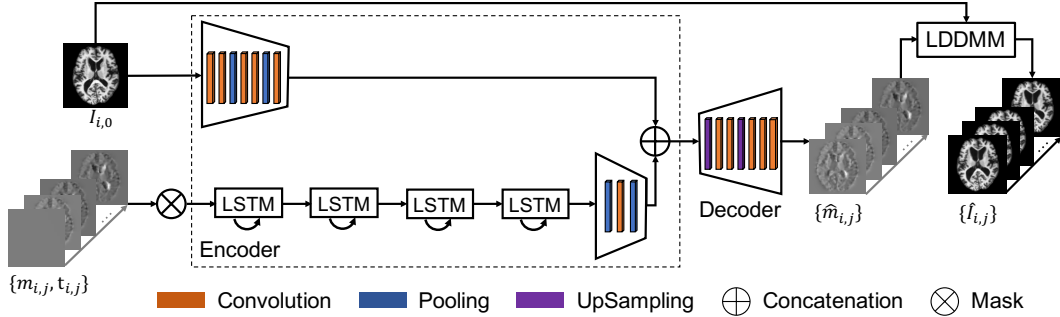 LDDMM
I_{i,0}
LSTM LSTM LSTM LSTM
Encoder
Decoder
{m_{i,j}, t_{i,j}}
{m̂_{i,j}}
{Î_{i,j}}
Convolution Pooling UpSampling Concatenation Mask